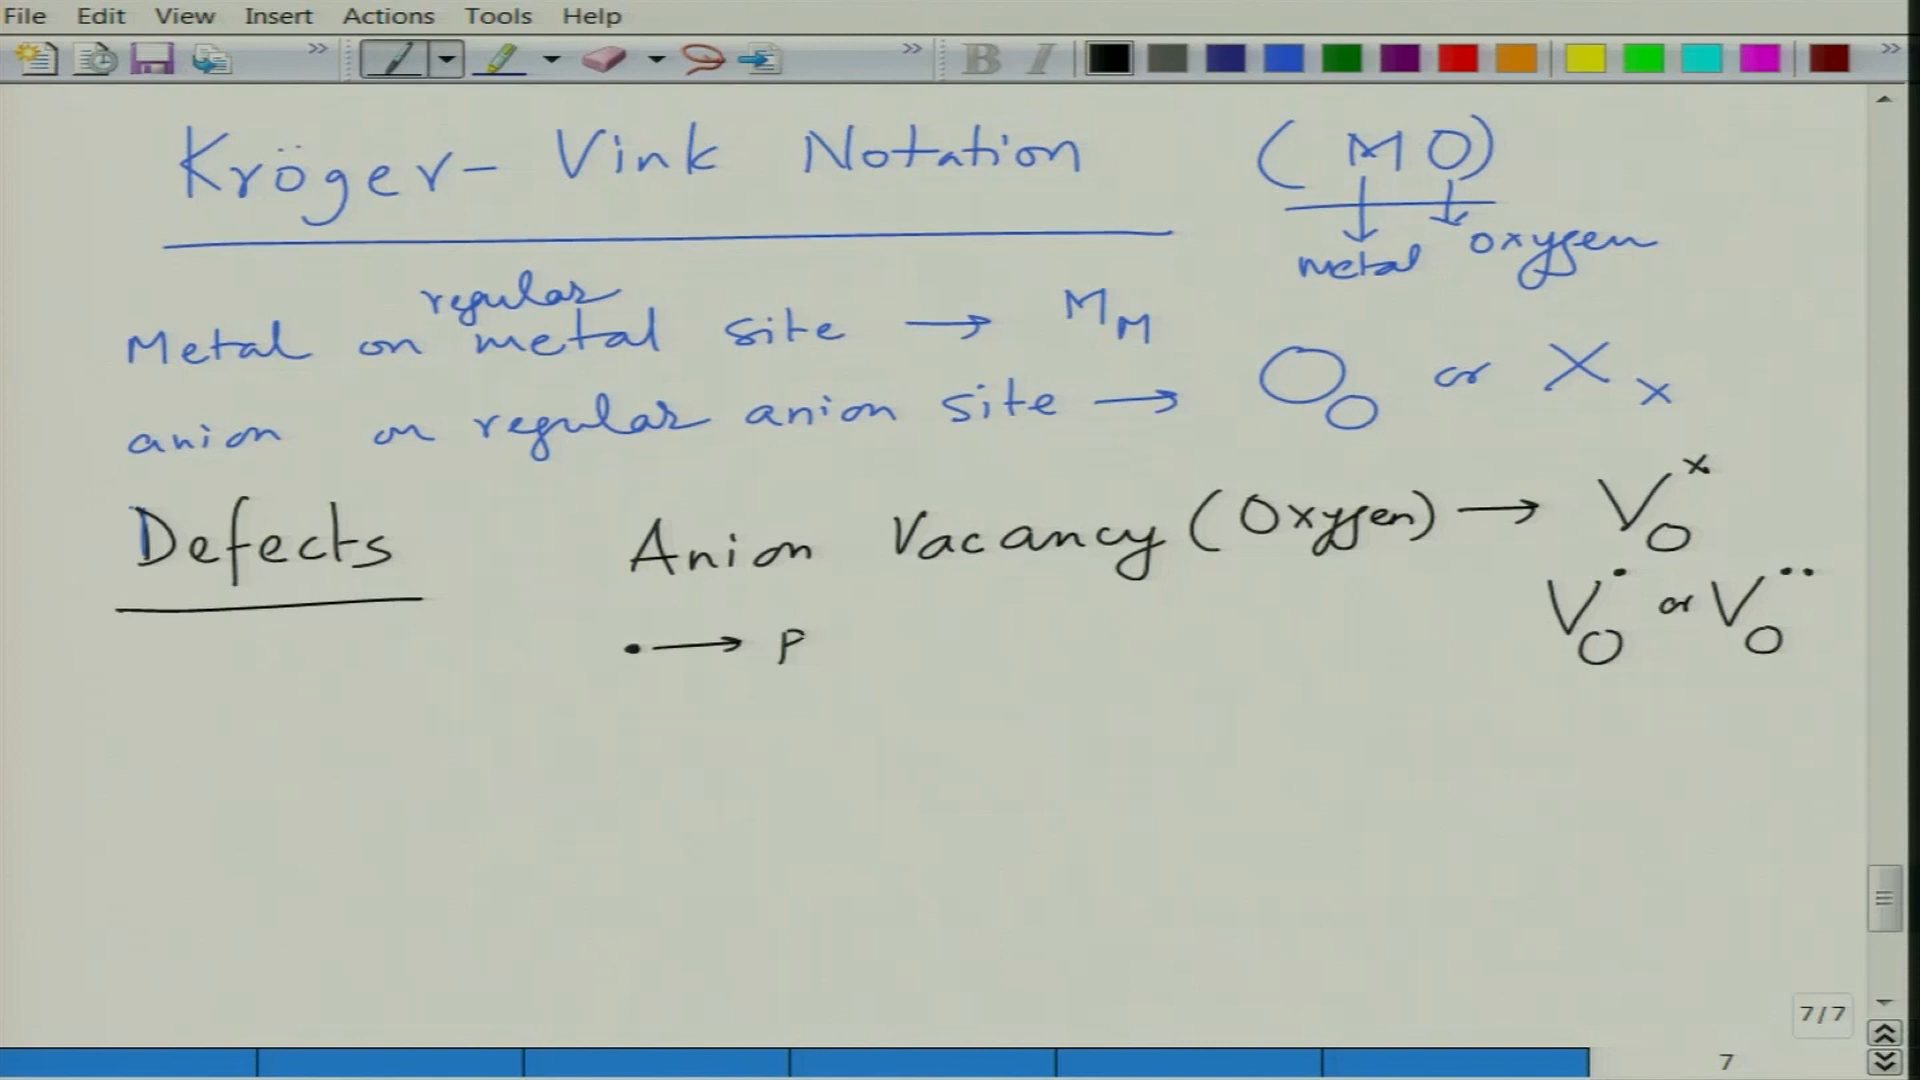 File Edit View Insert Actions Tools Help
B I
Kröger-Vink Notation (MO)
metal oxygen
regular
Metal on metal site → M_M
anion on regular anion site → O_O or X_x
Defects Anion Vacancy (Oxygen) → V_O^x
V_O^• or V_O^••
• → P
7/7
7